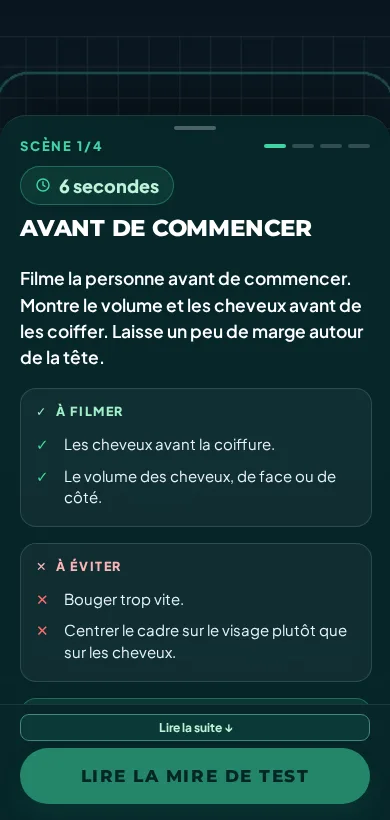 SCÈNE 1/4
6 secondes
AVANT DE COMMENCER
Filme la personne avant de commencer.
Montre le volume et les cheveux avant de
les coiffer. Laisse un peu de marge autour
de la tête.
✓ À FILMER
✓ Les cheveux avant la coiffure.
✓ Le volume des cheveux, de face ou de
côté.
✕ À ÉVITER
✕ Bouger trop vite.
✕ Centrer le cadre sur le visage plutôt que
sur les cheveux.
Lire la suite ↓
LIRE LA MIRE DE TEST